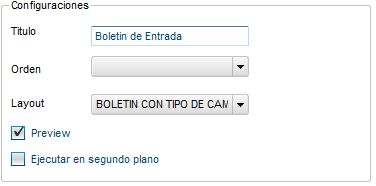 Configuraciones
Titulo
Boletin de Entrada
Orden
Layout
BOLETIN CON TIPO DE CAM
Preview
Ejecutar en segundo plano